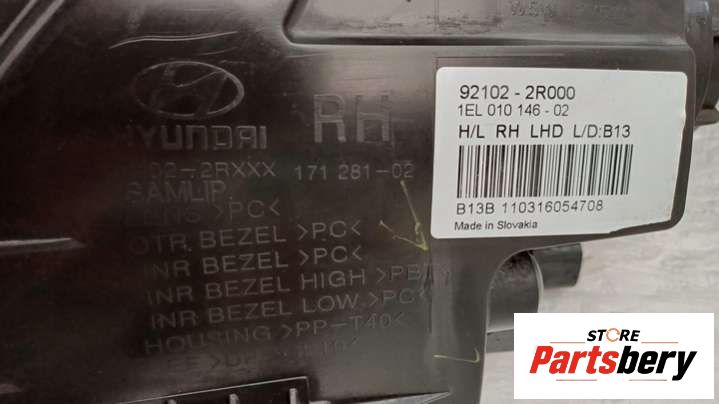 HYUNDAI
RH
171 281-02
SAMLIP.
>PC<
OTR. BEZEL >PC<
INR BEZEL >PC<
INR BEZEL HIGH
INR BEZEL LOW. >PC<
HOUSING >PP-T40<
92102 - 2R000
1EL 010 146 - 02
H/L RH LHD L/D:B13
B13B 110316054708
Made in Slovakia
STORE
Partsbery